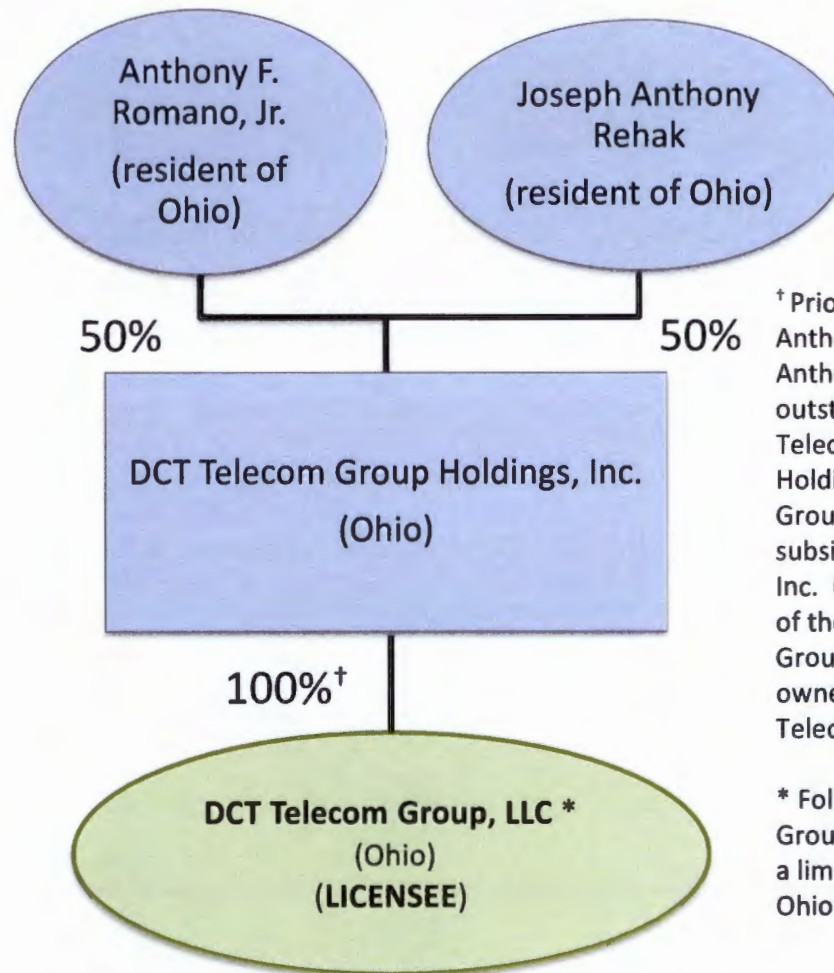 Anthony F.
Romano, Jr.
(resident of
Ohio)
Joseph Anthony
Rehak
(resident of Ohio)
50%
50%
DCT Telecom Group Holdings, Inc.
(Ohio)
100%†
DCT Telecom Group, LLC *
(Ohio)
(LICENSEE)
† Prio
Anth
Anth
outst
Telec
Holdi
Grou
subsi
Inc.
of th
Grou
owne
Telec
* Fol
Grou
a lim
Ohio